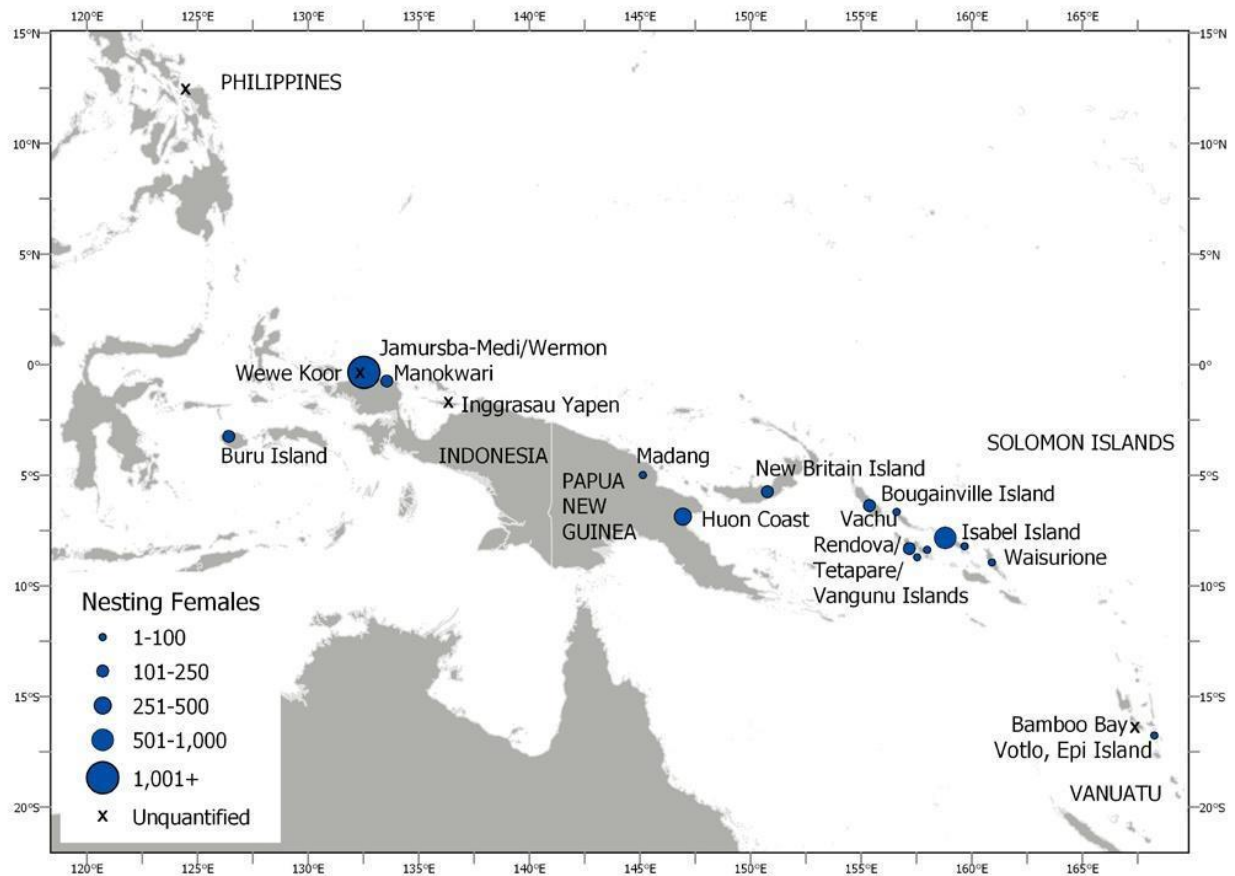 120°E 125°E 130°E 135°E 140°E 145°E 150°E 155°E 160°E 165°E
15°N 15°N
PHILIPPINES
x
10°N 10°N
5°N 5°N
Jamursba-Medi/Wermon
0° 0°
Wewe Koor x Manokwari
x Inggrasau Yapen
SOLOMON ISLANDS
Buru Island INDONESIA Madang
New Britain Island
5°S 5°S
PAPUA
NEW
GUINEA
Bougainville Island
Huon Coast Vachu
Isabel Island
Rendova/
Tetapare/
Vangunu Islands
Waisurione
10°S 10°S
Nesting Females
1-100
101-250
251-500
501-1,000
1,001+
x Unquantified
15°S 15°S
Bamboo Bay x
Votlo, Epi Island
VANUATU
20°S 20°S
120°E 125°E 130°E 135°E 140°E 145°E 150°E 155°E 160°E 165°E